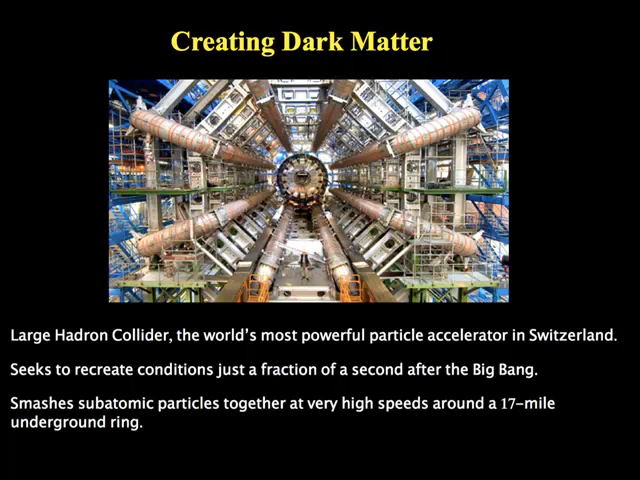 Creating Dark Matter
Large Hadron Collider, the world's most powerful particle accelerator in Switzerland.
Seeks to recreate conditions just a fraction of a second after the Big Bang.
Smashes subatomic particles together at very high speeds around a 17-mile
underground ring.